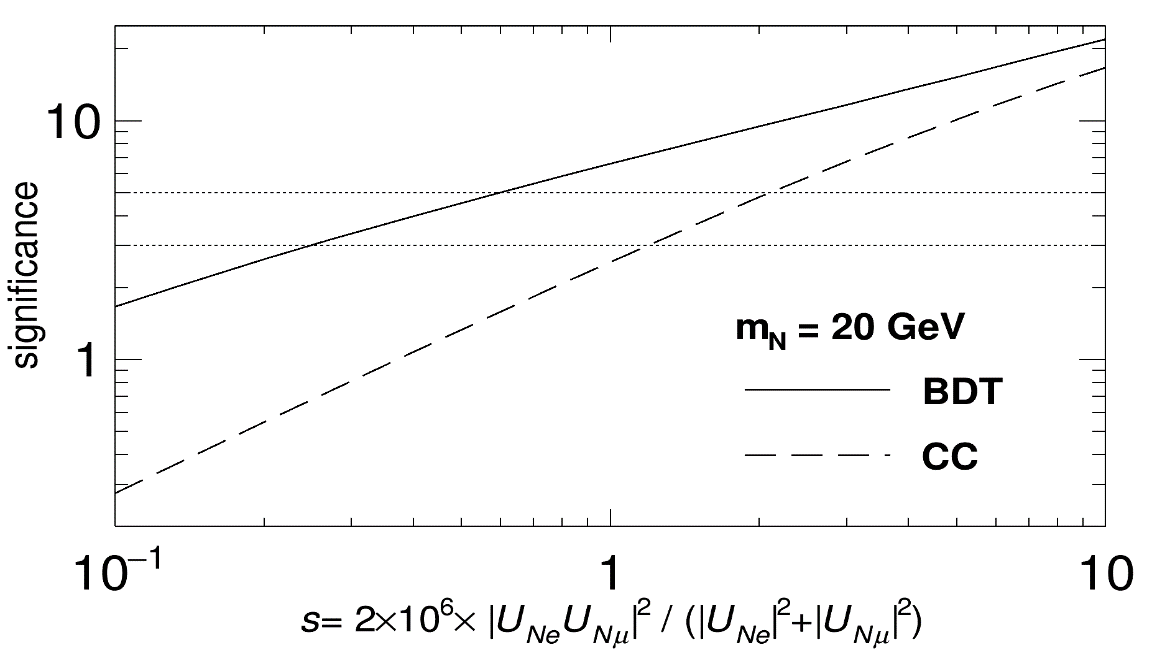 10
significance
1
m_N = 20 GeV
BDT
CC
10^−1
1
10
s= 2×10^6× |U_Ne U_Nμ|^2 / (|U_Ne|^2+|U_Nμ|^2)